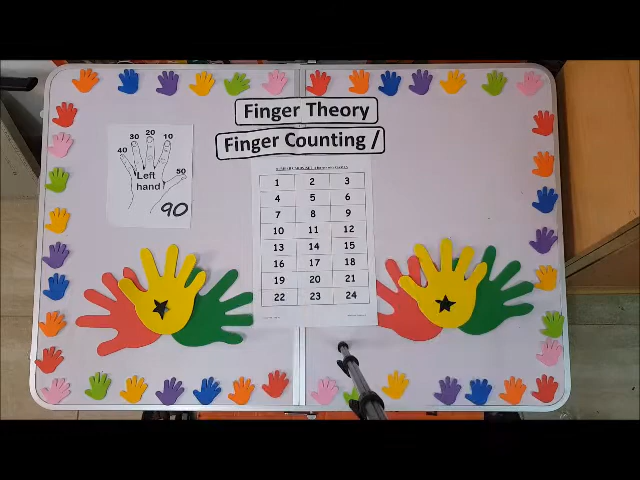 Finger Theory
Finger Counting /
30 20 10
40
50
Left
hand
90
1 2 3
4 5 6
7 8 9
10 11 12
13 14 15
16 17 18
19 20 21
22 23 24